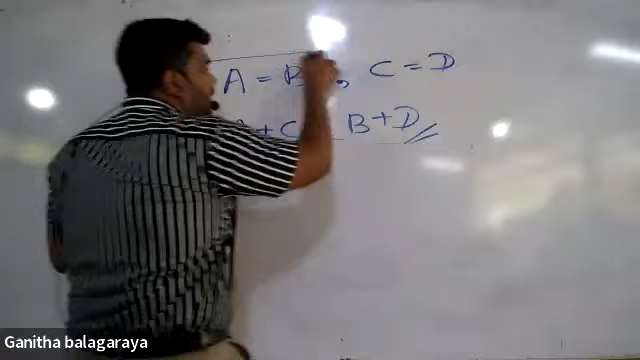 A = B , C = D
+ C B + D
Ganitha balagaraya